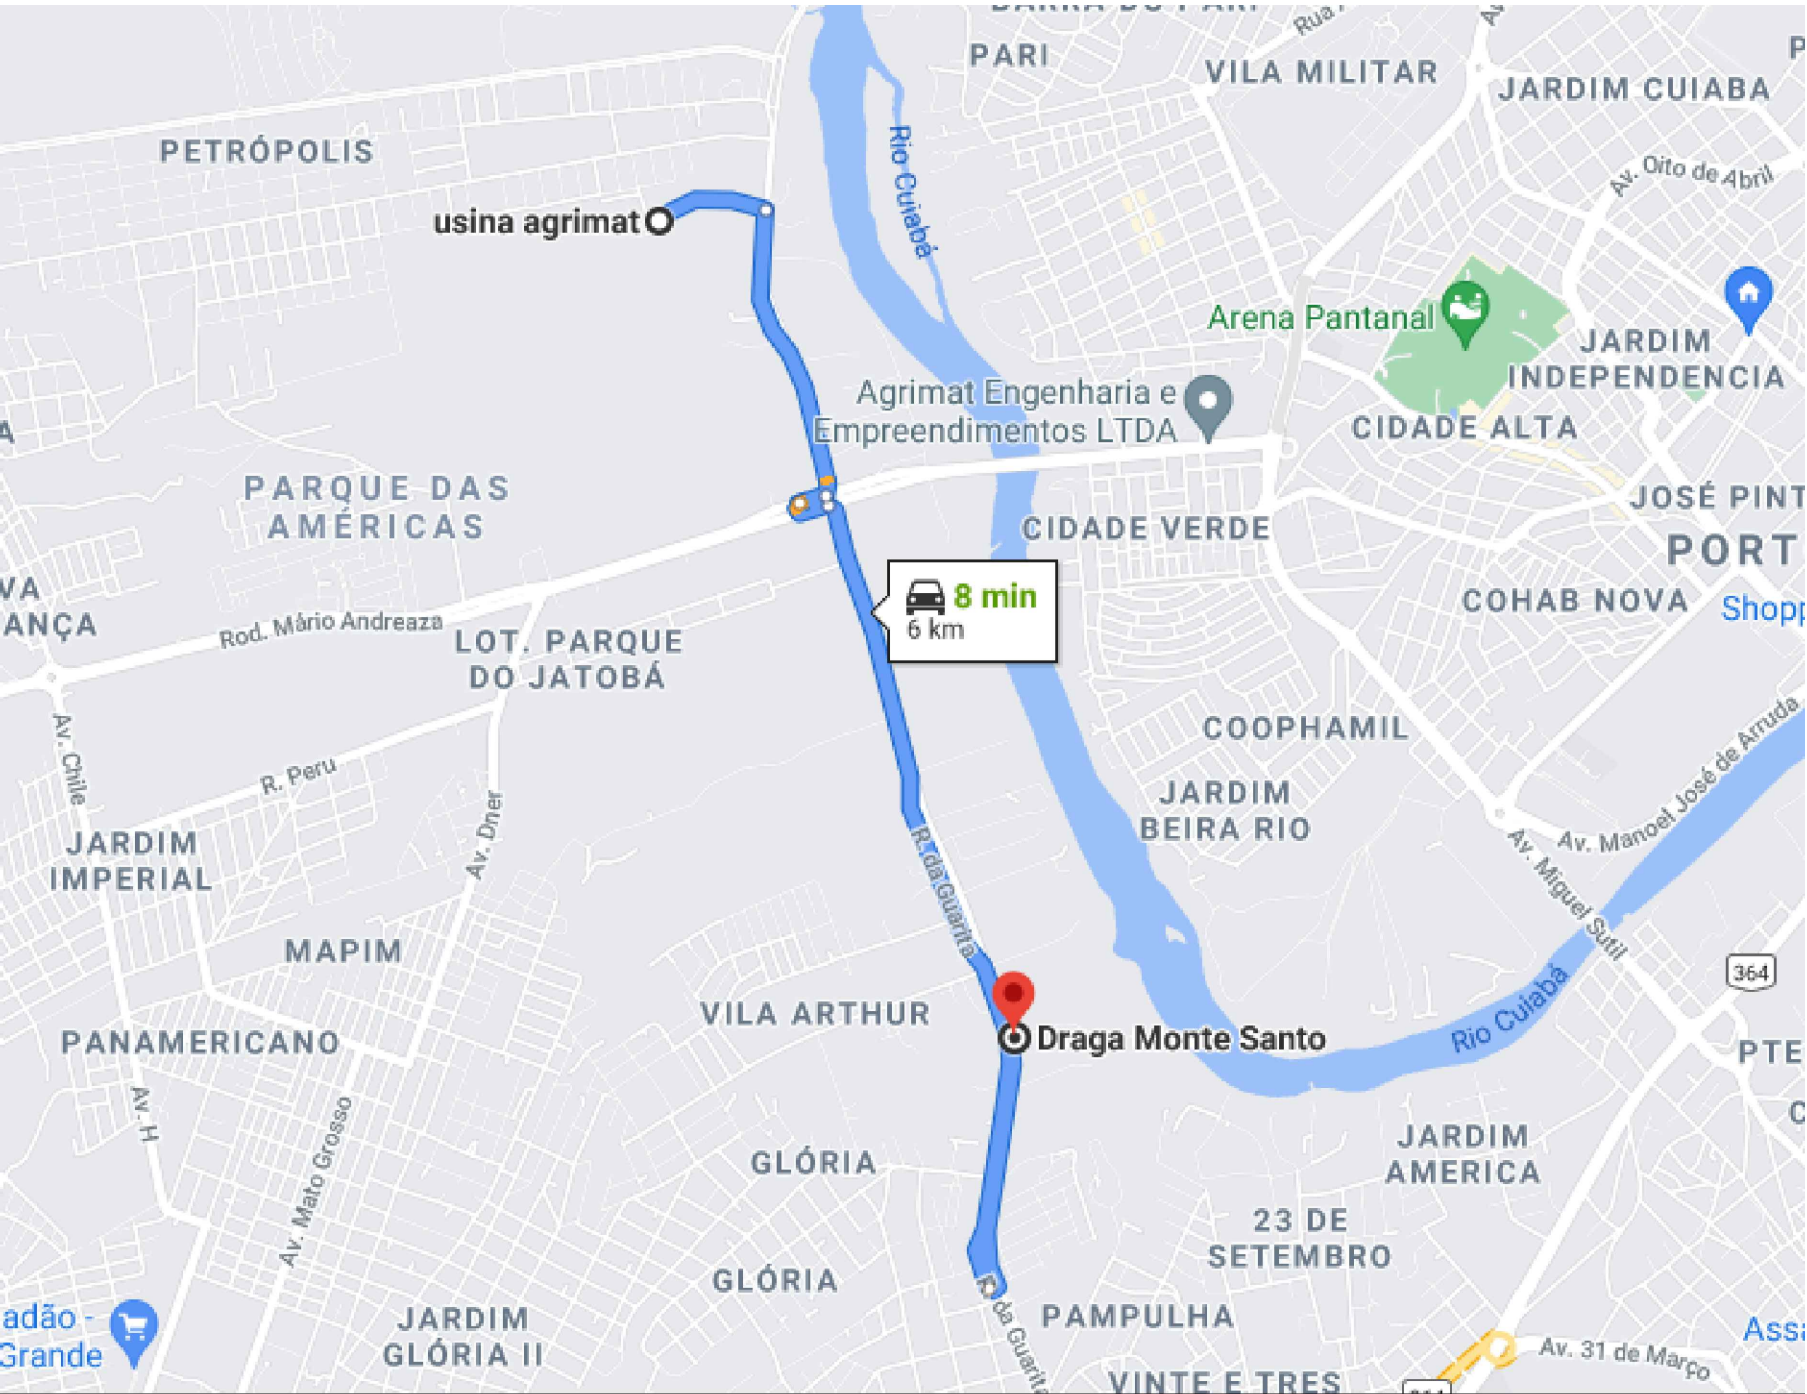 PARI
Rua
VILA MILITAR
JARDIM CUIABA
PETRÓPOLIS
Rio Cuiabá
Av. Oito de Abril
usina agrimat
Arena Pantanal
JARDIM
INDEPENDENCIA
Agrimat Engenharia e
Empreendimentos LTDA
CIDADE ALTA
PARQUE DAS
AMÉRICAS
JOSÉ PINT
CIDADE VERDE
PORT
VA
ANÇA
8 min
6 km
COHAB NOVA
Shopp
Rod. Mário Andreaza
LOT. PARQUE
DO JATOBÁ
Av. Chile
R. Peru
COOPHAMIL
Av. Manoel José de Arruda
JARDIM
BEIRA RIO
JARDIM
IMPERIAL
Av. Dner
R. da Guarita
Av. Miguel Sutil
MAPIM
364
VILA ARTHUR
Rio Cuiabá
PANAMERICANO
Draga Monte Santo
PTE
Av. H
Av. Mato Grosso
JARDIM
AMERICA
GLÓRIA
23 DE
SETEMBRO
GLÓRIA
da Guarita
PAMPULHA
adão -
Grande
JARDIM
GLÓRIA II
Assa
Av. 31 de Março
VINTE E TRES